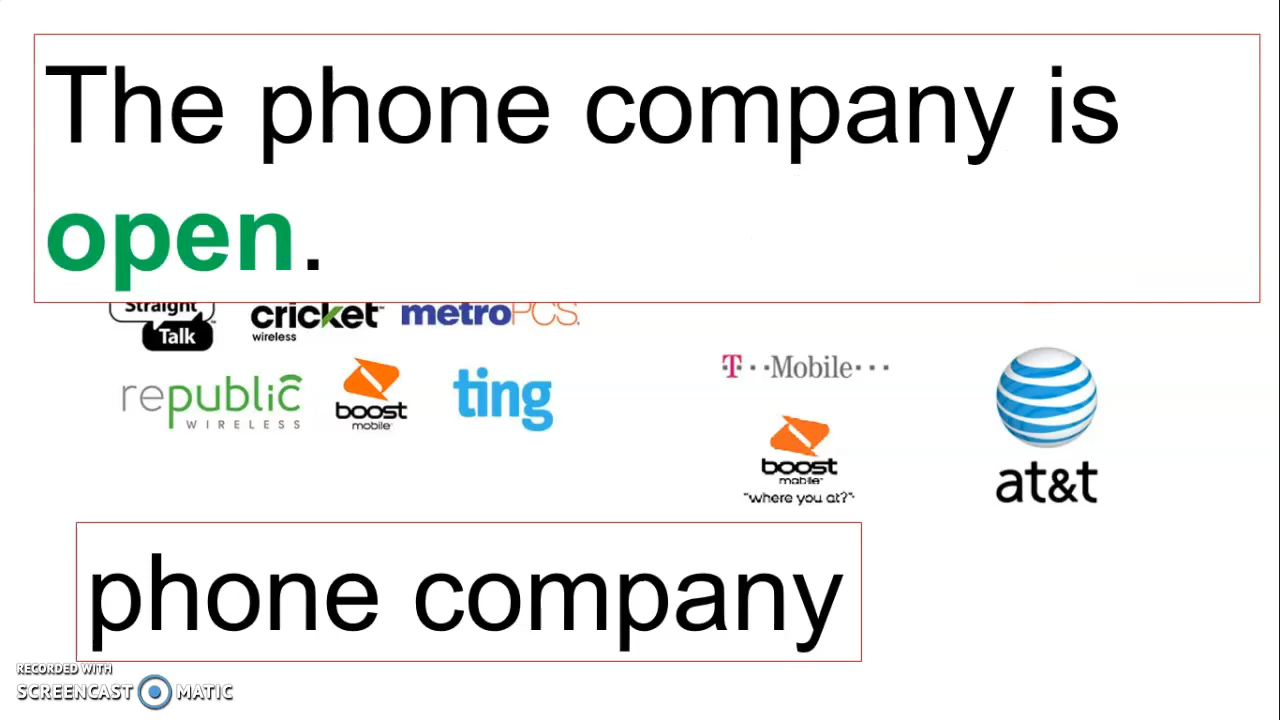 The phone company is
open.
Straight
Talk
cricket
wireless
metroPCS.
T··Mobile···
republic
WIRELESS
boost
mobile
ting
boost
mobile
"where you at?"
at&t
phone company
RECORDED WITH
SCREENCAST MATIC